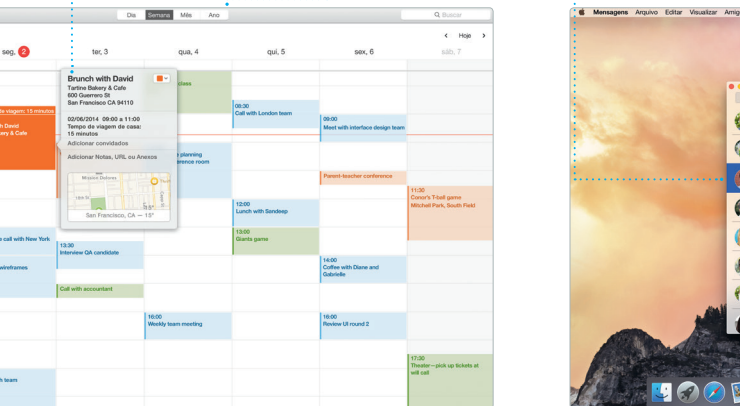 Dia Semana Mês Ano
Buscar
Hoje
seg, 2
ter, 3
qua, 4
qui, 5
sex, 6
sáb, 7
de viagem: 15 minutos
h David
ery & Cafe
e call with New York
wireframes
h team
Brunch with David
Tartine Bakery & Cafe
600 Guerrero St
San Francisco CA 94110
02/06/2014 09:00 a 11:00
Tempo de viagem de casa:
15 minutos
Adicionar convidados
Adicionar Notas, URL ou Anexos
Mission Dolores
San Francisco, CA — 15°
13:30
Interview QA candidate
Call with accountant
class
planning
erence room
16:00
Weekly team meeting
09:30
Call with London team
12:00
Lunch with Sandeep
13:00
Giants game
09:00
Meet with interface design team
Parent-teacher conference
14:00
Coffee with Diane and
Gabrielle
16:00
Review UI round 2
11:30
Conor's T-ball game
Mitchell Park, South Field
17:30
Theater—pick up tickets at
will call
Mensagens Arquivo Editar Visualizar Amig